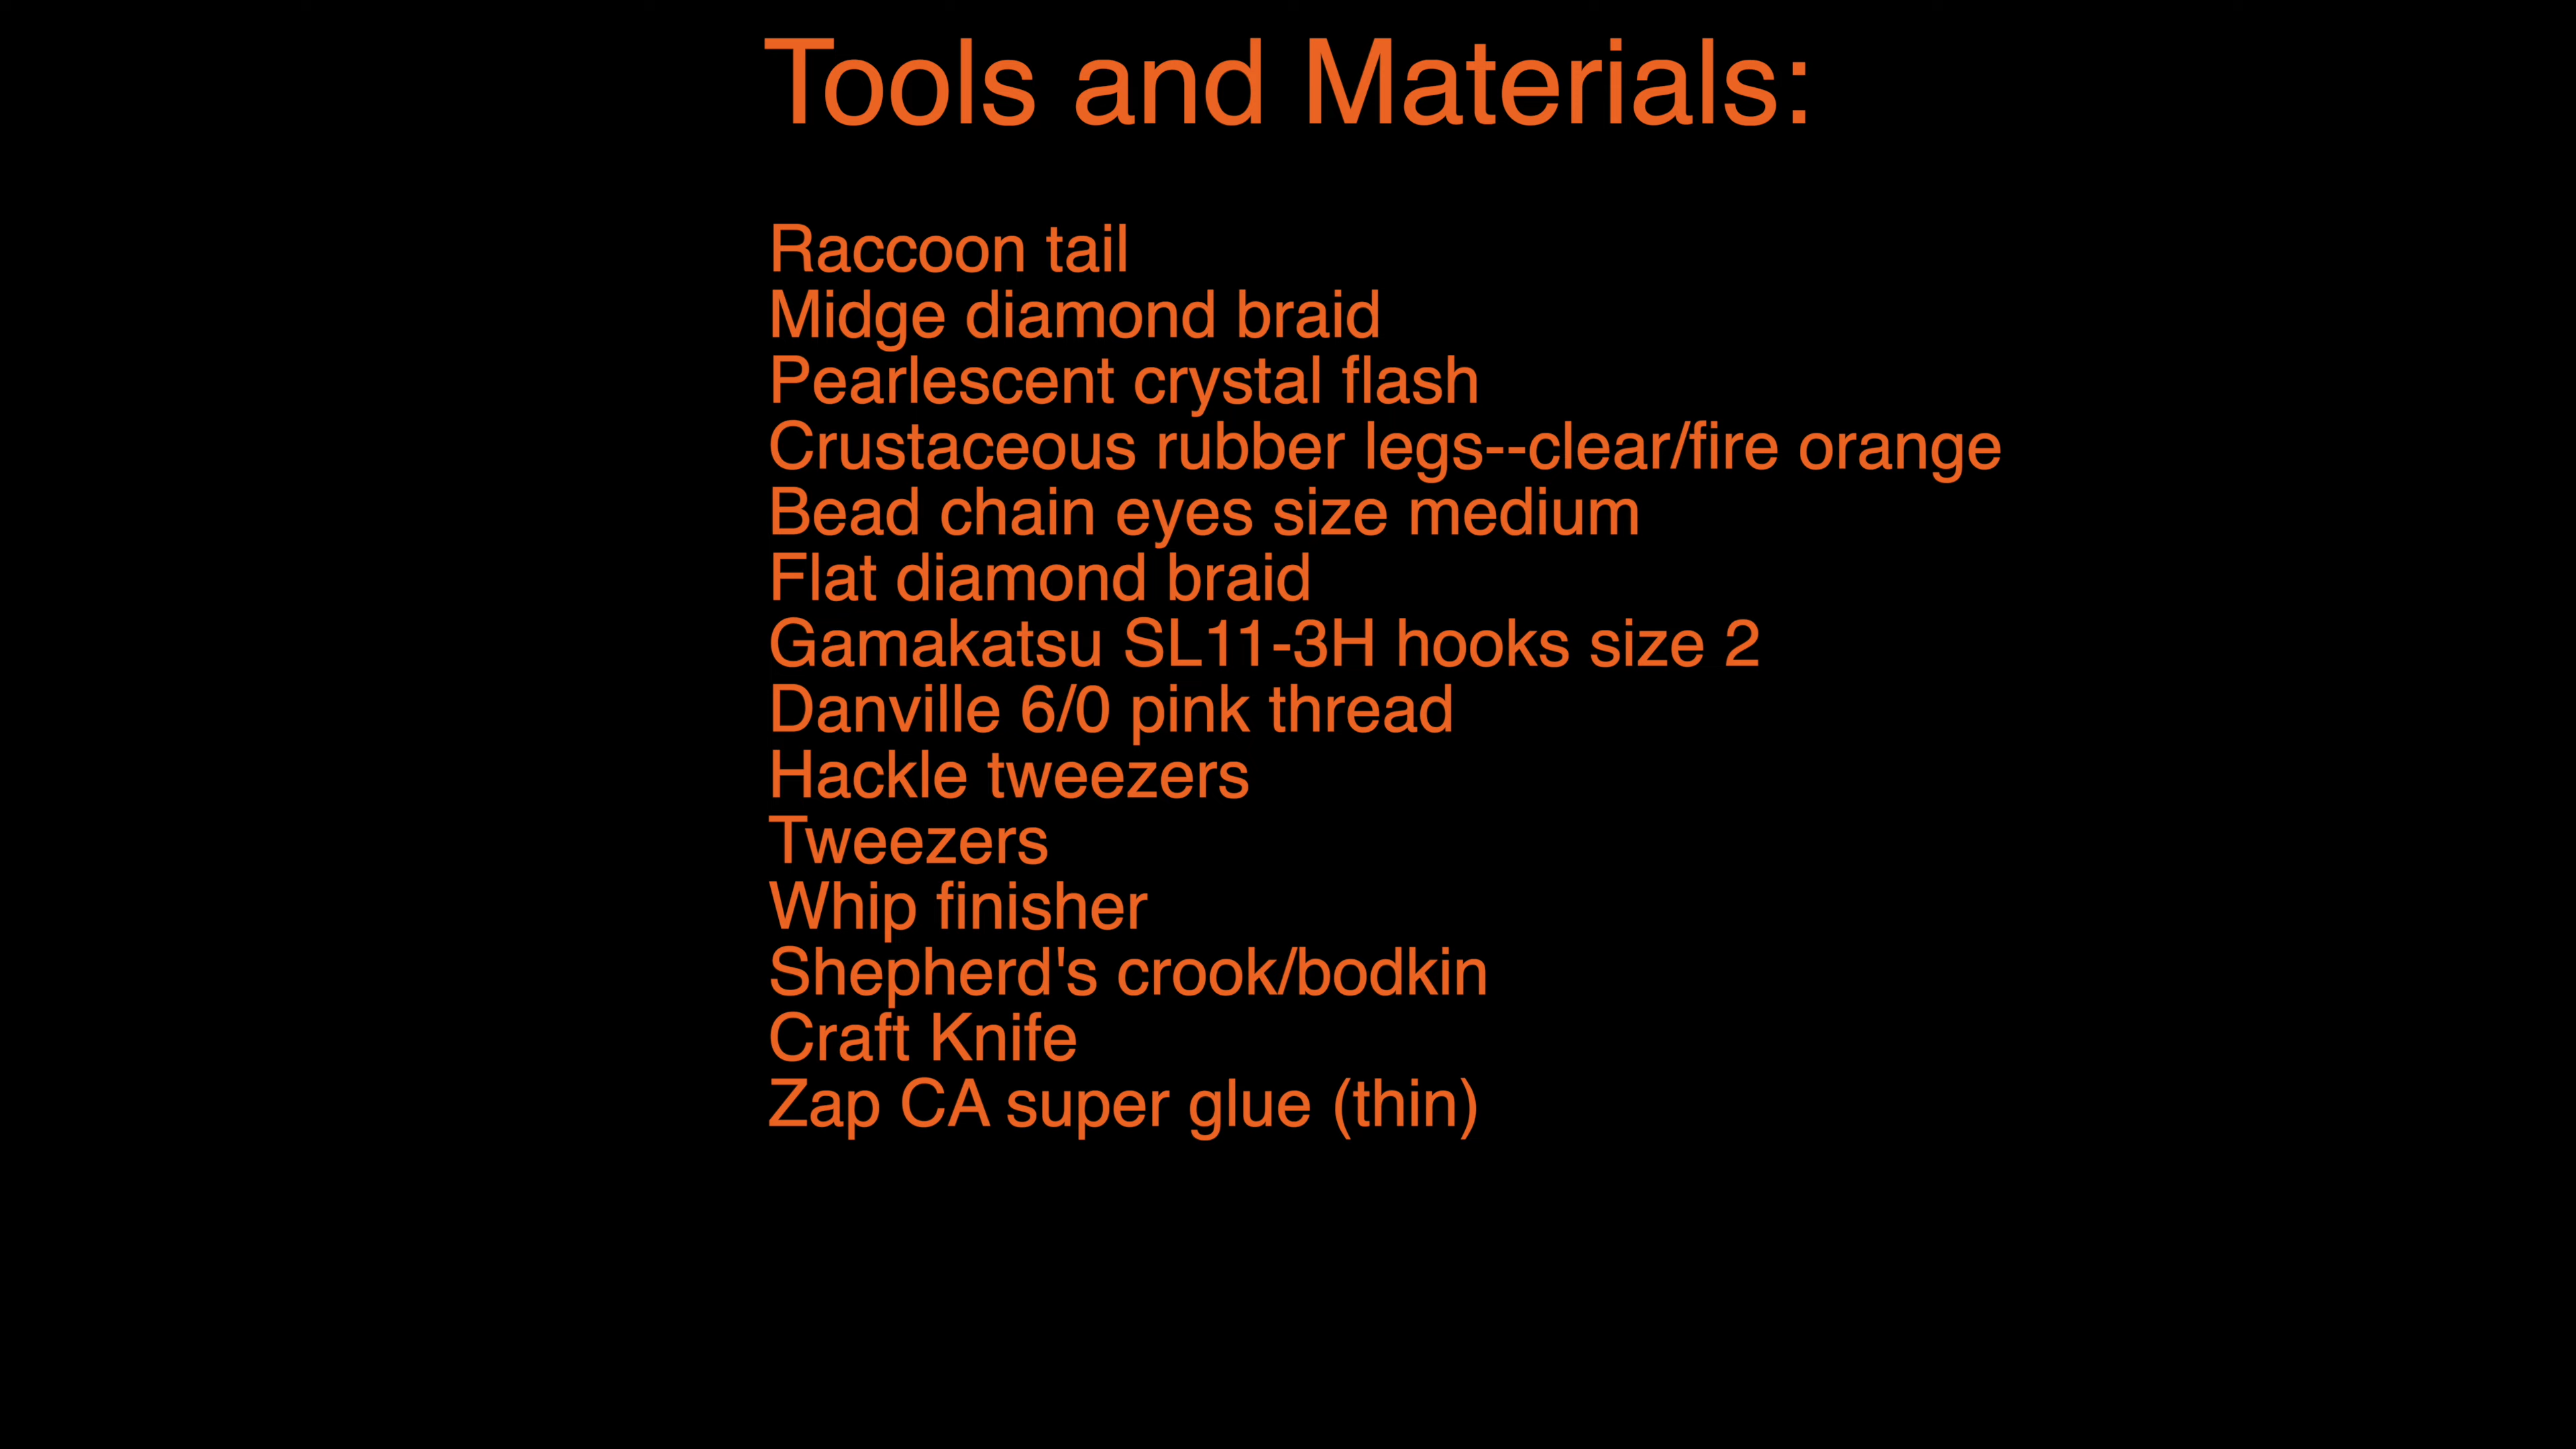 Tools and Materials:
Raccoon tail
Midge diamond braid
Pearlescent crystal flash
Crustaceous rubber legs--clear/fire orange
Bead chain eyes size medium
Flat diamond braid
Gamakatsu SL11-3H hooks size 2
Danville 6/0 pink thread
Hackle tweezers
Tweezers
Whip finisher
Shepherd's crook/bodkin
Craft Knife
Zap CA super glue (thin)